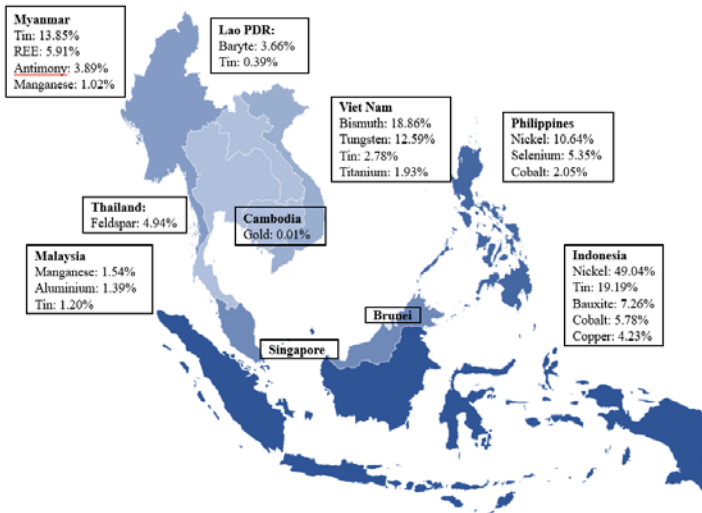 Myanmar
Tin: 13.85%
REE: 5.91%
Antimony: 3.89%
Manganese: 1.02%
Lao PDR:
Baryte: 3.66%
Tin: 0.39%
Viet Nam
Bismuth: 18.86%
Tungsten: 12.59%
Tin: 2.78%
Titanium: 1.93%
Philippines
Nickel: 10.64%
Selenium: 5.35%
Cobalt: 2.05%
Thailand:
Feldspar: 4.94%
Cambodia
Gold: 0.01%
Malaysia
Manganese: 1.54%
Aluminium: 1.39%
Tin: 1.20%
Indonesia
Nickel: 49.04%
Tin: 19.19%
Bauxite: 7.26%
Cobalt: 5.78%
Copper: 4.23%
Brunei
Singapore